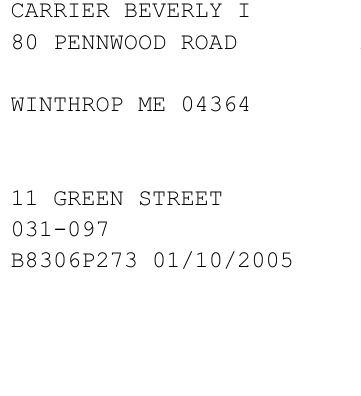 CARRIER BEVERLY I
80 PENNWOOD ROAD
WINTHROP ME 04364
11 GREEN STREET
031-097
B8306P273 01/10/2005